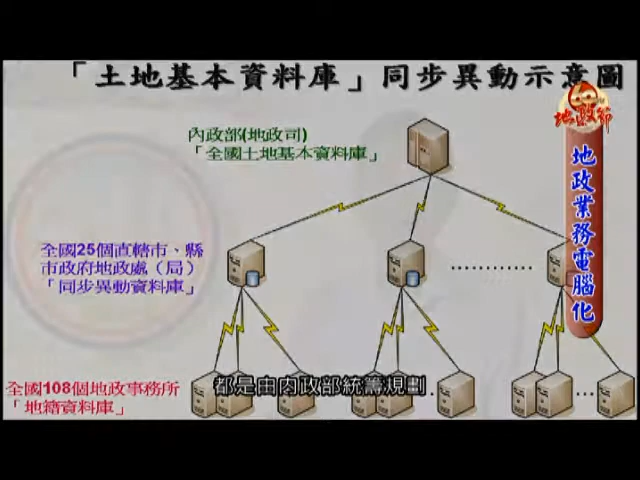 「土地基本資料庫」同步異動示意圖
地政節
內政部(地政司)
「全國土地基本資料庫」
地政業務電腦化
全國25個直轄市、縣
市政府地政處（局）
「同步異動資料庫」
全國108個地政事務所
「地籍資料庫」
都是由內政部統籌規劃